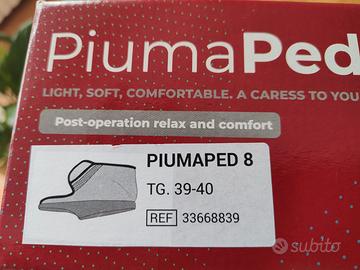 PiumaPed
LIGHT, SOFT, COMFORTABLE. A CARESS TO YOU
Post-operation relax and comfort
PIUMAPED 8
TG. 39-40
REF 33668839
subito